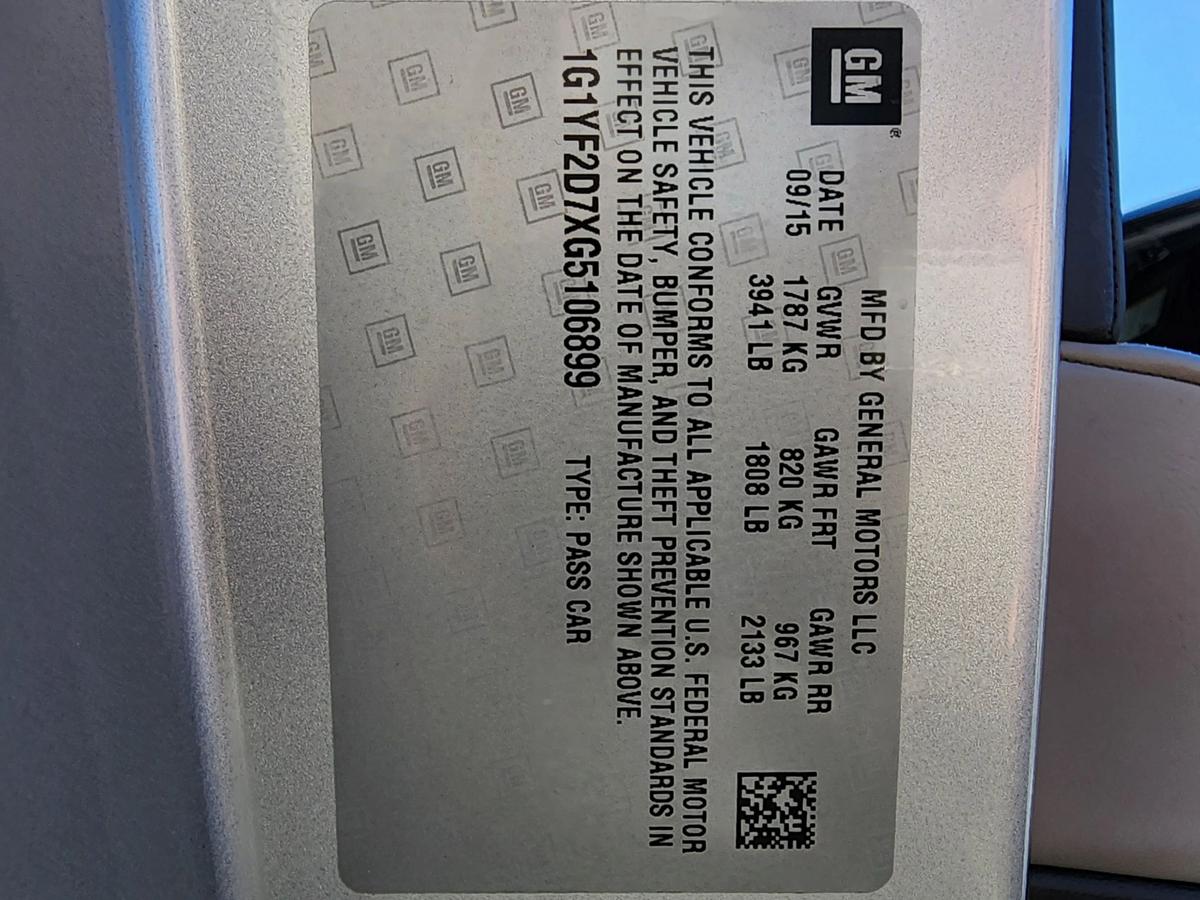 GM®
MFD BY GENERAL MOTORS LLC
DATE GVWR GAWR FRT GAWR RR
09/15 1787 KG 820 KG 967 KG
3941 LB 1808 LB 2133 LB
THIS VEHICLE CONFORMS TO ALL APPLICABLE U.S. FEDERAL MOTOR
VEHICLE SAFETY, BUMPER, AND THEFT PREVENTION STANDARDS IN
EFFECT ON THE DATE OF MANUFACTURE SHOWN ABOVE.
1G1YF2D7XG5106899 TYPE: PASS CAR